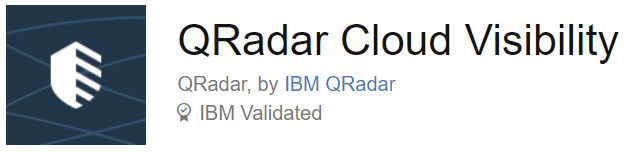 QRadar Cloud Visibility
QRadar, by IBM QRadar
IBM Validated